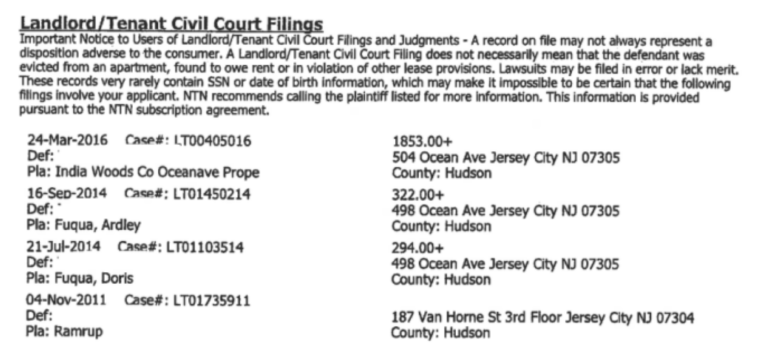 Landlord/Tenant Civil Court Filings
Important Notice to Users of Landlord/Tenant Civil Court Filings and Judgments - A record on file may not always represent a
disposition adverse to the consumer. A Landlord/Tenant Civil Court Filing does not necessarily mean that the defendant was
evicted from an apartment, found to owe rent or in violation of other lease provisions. Lawsuits may be filed in error or lack merit.
These records very rarely contain SSN or date of birth information, which may make it impossible to be certain that the following
filings involve your applicant. NTN recommends calling the plaintiff listed for more information. This information is provided
pursuant to the NTN subscription agreement.
24-Mar-2016 Case#: LT00405016 1853.00+
Def: 504 Ocean Ave Jersey City NJ 07305
Pla: India Woods Co Oceanave Prope County: Hudson
16-Sep-2014 Case#: LT01450214 322.00+
Def: 498 Ocean Ave Jersey City NJ 07305
Pla: Fuqua, Ardley County: Hudson
21-Jul-2014 Case#: LT01103514 294.00+
Def: 498 Ocean Ave Jersey City NJ 07305
Pla: Fuqua, Doris County: Hudson
04-Nov-2011 Case#: LT01735911
Def: 187 Van Horne St 3rd Floor Jersey City NJ 07304
Pla: Ramrup County: Hudson